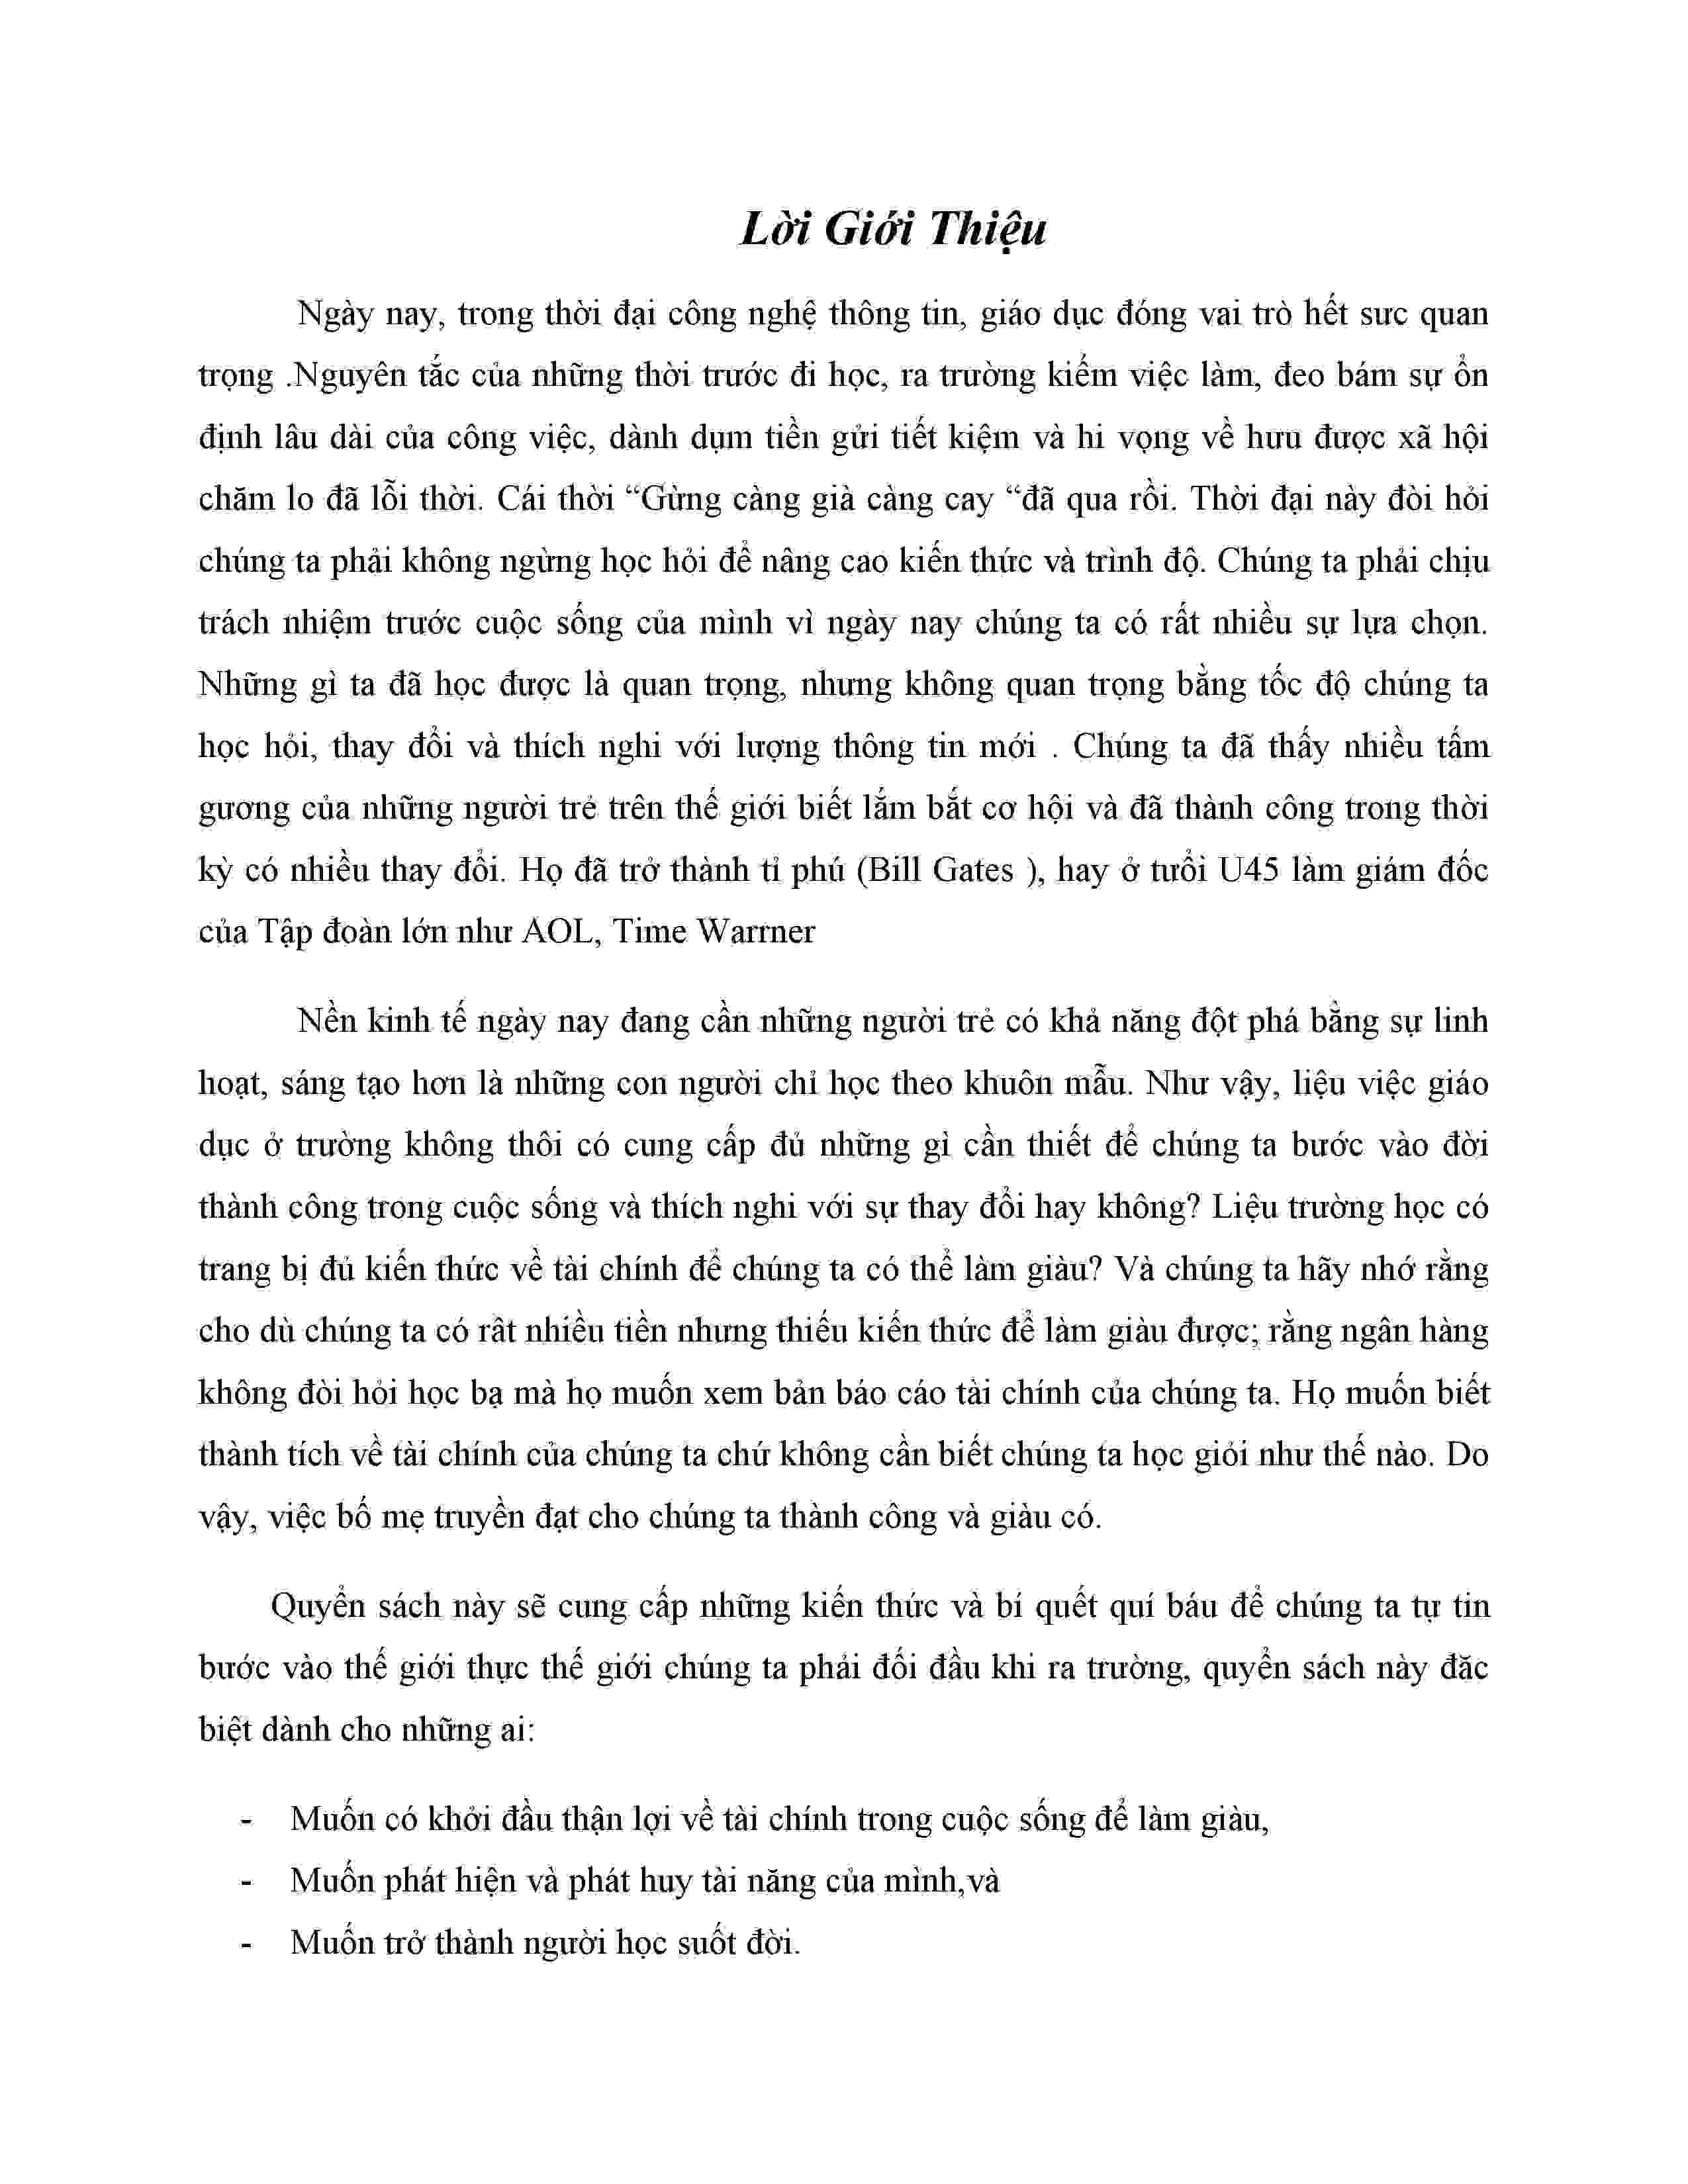 Lời Giới Thiệu
Ngày nay, trong thời đại công nghệ thông tin, giáo dục đóng vai trò hết sưc quan
trọng .Nguyên tắc của những thời trước đi học, ra trường kiếm việc làm, đeo bám sự ổn
định lâu dài của công việc, dành dụm tiền gửi tiết kiệm và hi vọng về hưu được xã hội
chăm lo đã lỗi thời. Cái thời “Gừng càng già càng cay “đã qua rồi. Thời đại này đòi hỏi
chúng ta phải không ngừng học hỏi để nâng cao kiến thức và trình độ. Chúng ta phải chịu
trách nhiệm trước cuộc sống của mình vì ngày nay chúng ta có rất nhiều sự lựa chọn.
Những gì ta đã học được là quan trọng, nhưng không quan trọng bằng tốc độ chúng ta
học hỏi, thay đổi và thích nghi với lượng thông tin mới . Chúng ta đã thấy nhiều tấm
gương của những người trẻ trên thế giới biết lắm bắt cơ hội và đã thành công trong thời
kỳ có nhiều thay đổi. Họ đã trở thành tỉ phú (Bill Gates ), hay ở tưổi U45 làm giám đốc
của Tập đoàn lớn như AOL, Time Warrner
Nền kinh tế ngày nay đang cần những người trẻ có khả năng đột phá bằng sự linh
hoạt, sáng tạo hơn là những con người chỉ học theo khuôn mẫu. Như vậy, liệu việc giáo
dục ở trường không thôi có cung cấp đủ những gì cần thiết để chúng ta bước vào đời
thành công trong cuộc sống và thích nghi với sự thay đổi hay không? Liệu trường học có
trang bị đủ kiến thức về tài chính để chúng ta có thể làm giàu? Và chúng ta hãy nhớ rằng
cho dù chúng ta có rât nhiều tiền nhưng thiếu kiến thức để làm giàu được; rằng ngân hàng
không đòi hỏi học bạ mà họ muốn xem bản báo cáo tài chính của chúng ta. Họ muốn biết
thành tích về tài chính của chúng ta chứ không cần biết chúng ta học giỏi như thế nào. Do
vậy, việc bố mẹ truyền đạt cho chúng ta thành công và giàu có.
Quyển sách này sẽ cung cấp những kiến thức và bí quết quí báu để chúng ta tự tin
bước vào thế giới thực thế giới chúng ta phải đối đầu khi ra trường, quyển sách này đăc
biệt dành cho những ai:
- Muốn có khởi đầu thận lợi về tài chính trong cuộc sống để làm giàu,
- Muốn phát hiện và phát huy tài năng của mình,và
- Muốn trở thành người học suốt đời.